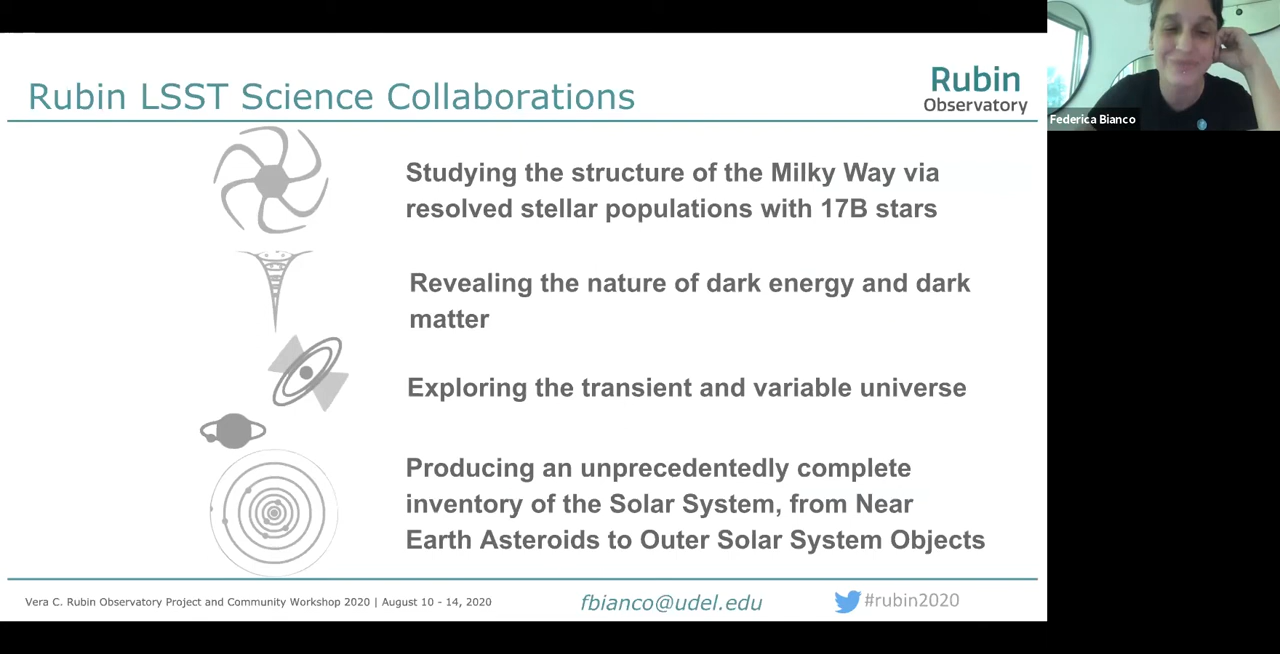 Rubin LSST Science Collaborations
Rubin
Observatory
Federica Bianco
Studying the structure of the Milky Way via
resolved stellar populations with 17B stars
Revealing the nature of dark energy and dark
matter
Exploring the transient and variable universe
Producing an unprecedentedly complete
inventory of the Solar System, from Near
Earth Asteroids to Outer Solar System Objects
Vera C. Rubin Observatory Project and Community Workshop 2020 | August 10 - 14, 2020
fbianco@udel.edu
#rubin2020